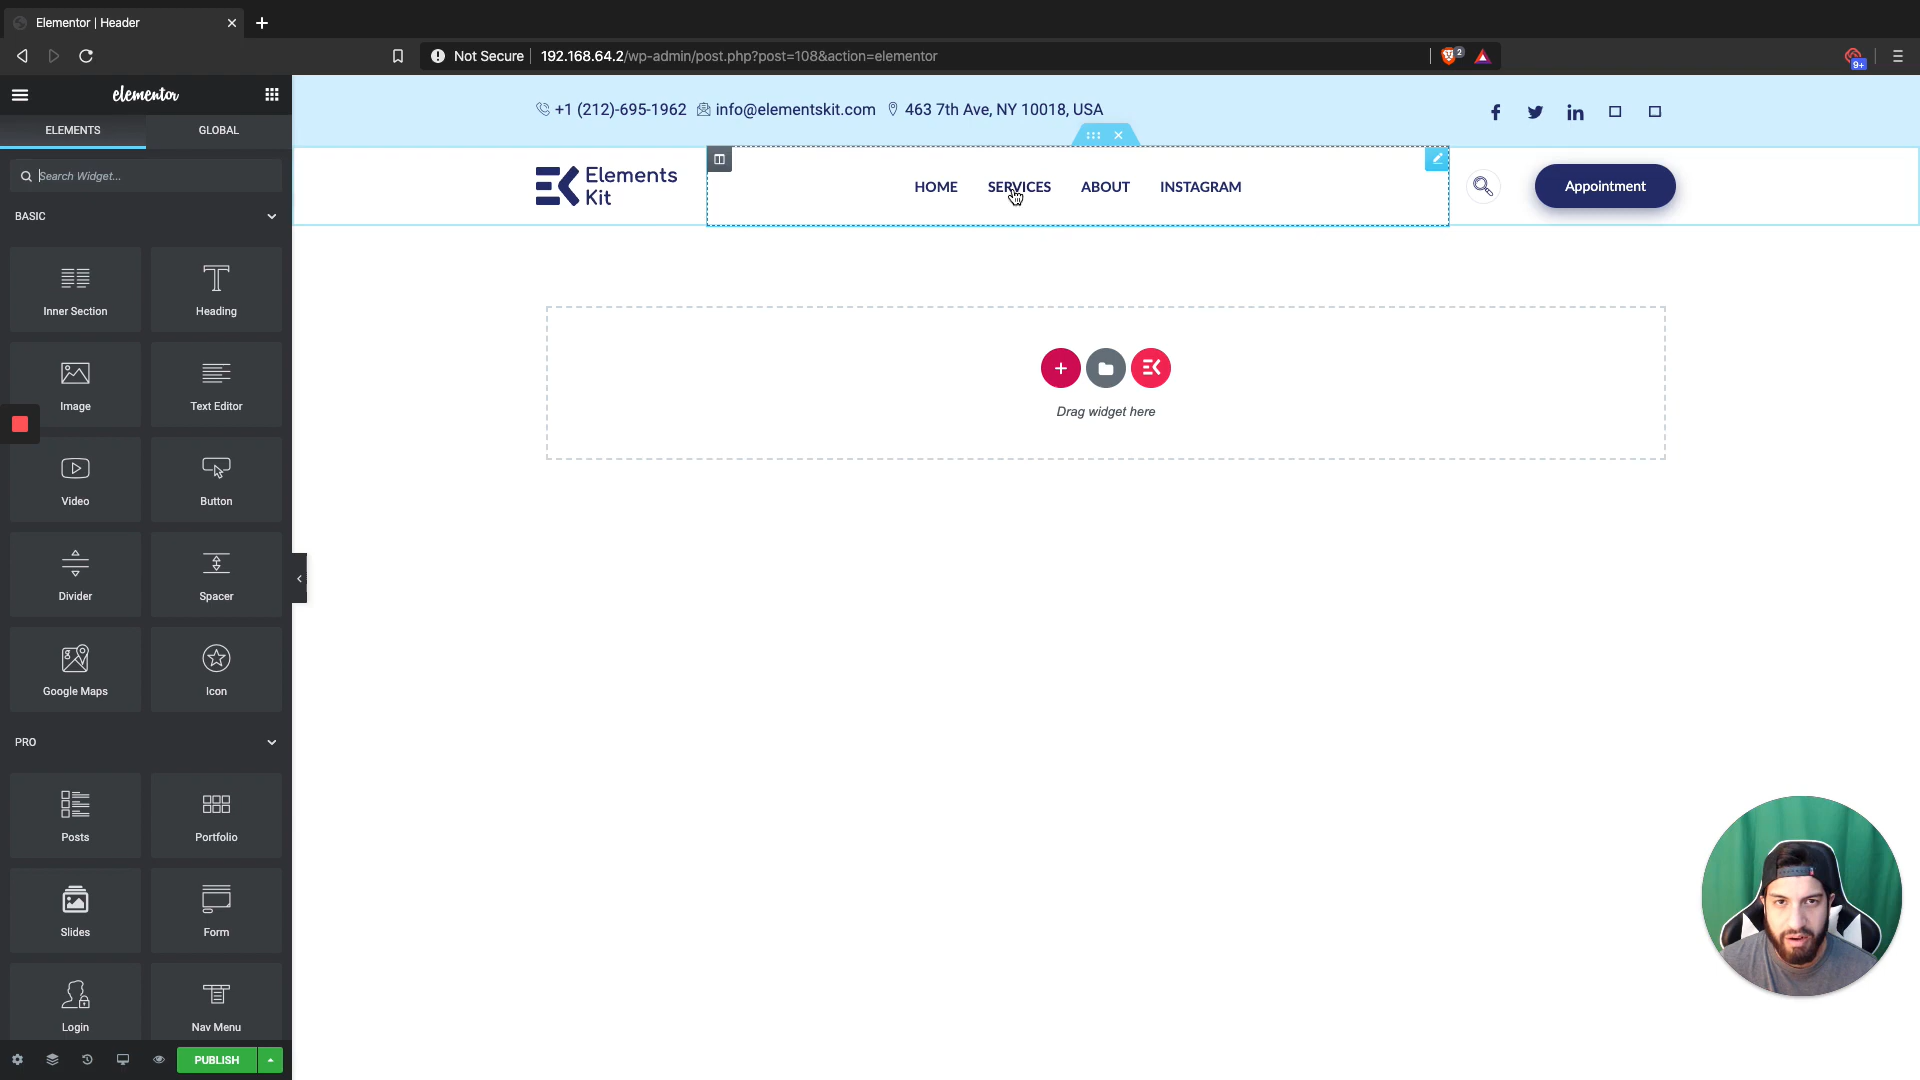 Elementor | Header
Not Secure 192.168.64.2/wp-admin/post.php?post=108&action=elementor
2
9+
elementor
ELEMENTS GLOBAL
Search Widget...
BASIC
Inner Section Heading
Image Text Editor
Video Button
Divider Spacer
Google Maps Icon
PRO
Posts Portfolio
Slides Form
Login Nav Menu
PUBLISH
+1 (212)-695-1962 info@elementskit.com 463 7th Ave, NY 10018, USA
Elements
Kit
HOME SERVICES ABOUT INSTAGRAM
Appointment
Drag widget here